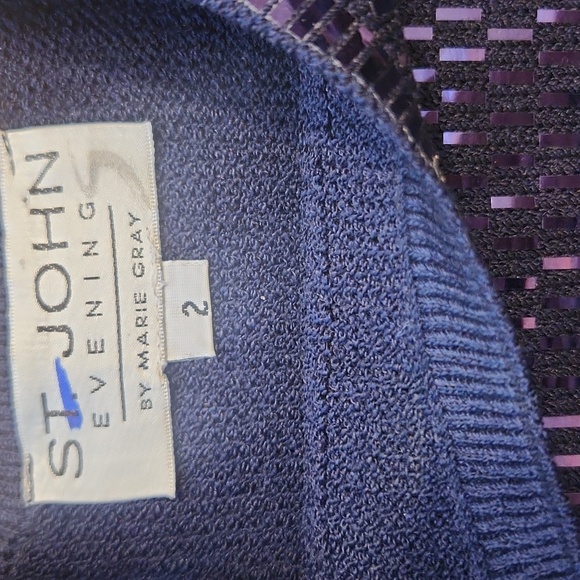 ST. JOHN
EVENING
BY MARIE GRAY
2